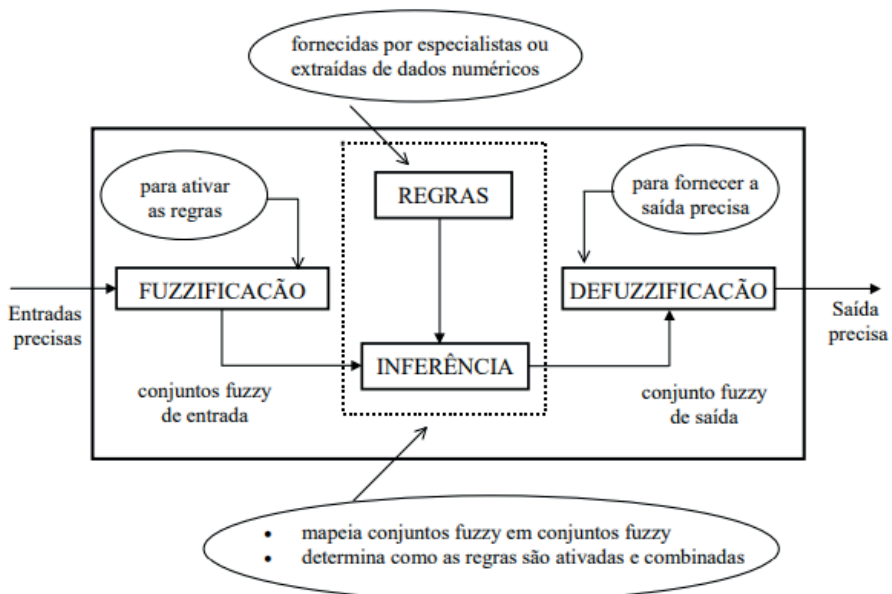 fornecidas por especialistas ou
extraídas de dados numéricos
para ativar
as regras
REGRAS
para fornecer a
saída precisa
FUZZIFICAÇÃO
DEFUZZIFICAÇÃO
Entradas
precisas
Saída
precisa
INFERÊNCIA
conjuntos fuzzy
de entrada
conjunto fuzzy
de saída
• mapeia conjuntos fuzzy em conjuntos fuzzy
• determina como as regras são ativadas e combinadas